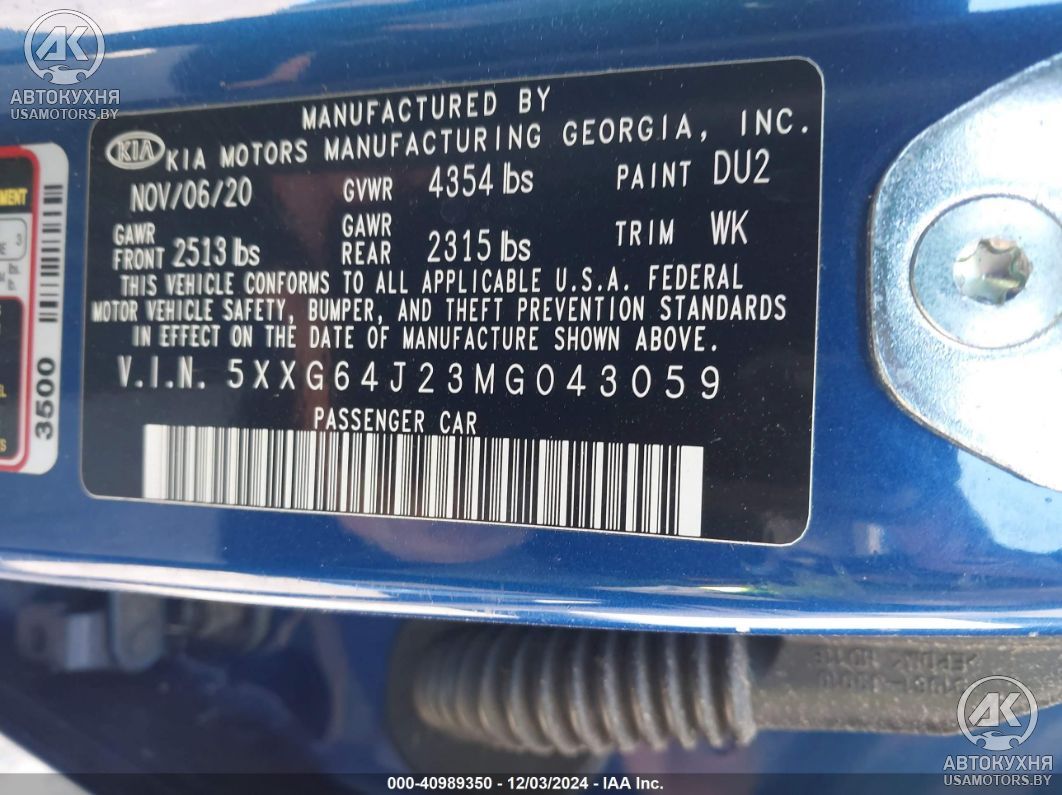 AK
АВТОКУХНЯ
USAMOTORS.BY
MANUFACTURED BY
KIA KIA MOTORS MANUFACTURING GEORGIA, INC.
NOV/06/20 GVWR 4354 lbs PAINT DU2
GAWR FRONT 2513 lbs GAWR REAR 2315 lbs TRIM WK
THIS VEHICLE CONFORMS TO ALL APPLICABLE U.S.A. FEDERAL
MOTOR VEHICLE SAFETY, BUMPER, AND THEFT PREVENTION STANDARDS
IN EFFECT ON THE DATE OF MANUFACTURE SHOWN ABOVE.
V.I.N. 5XXG64J23MG043059
PASSENGER CAR
3500
AK
АВТОКУХНЯ
USAMOTORS.BY
000-40989350 - 12/03/2024 - IAA Inc.